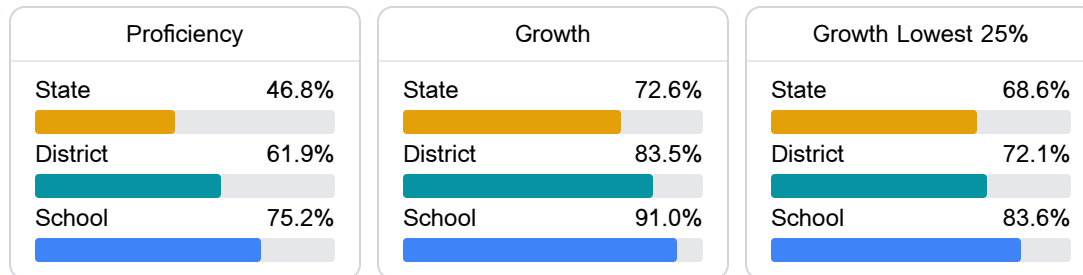 Proficiency
State 46.8%
District 61.9%
School 75.2%
Growth
State 72.6%
District 83.5%
School 91.0%
Growth Lowest 25%
State 68.6%
District 72.1%
School 83.6%